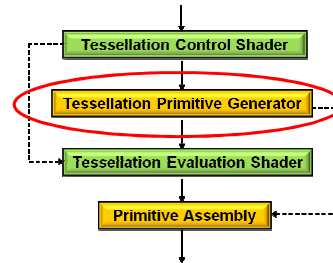 Tessellation Control Shader
Tessellation Primitive Generator
Tessellation Evaluation Shader
Primitive Assembly